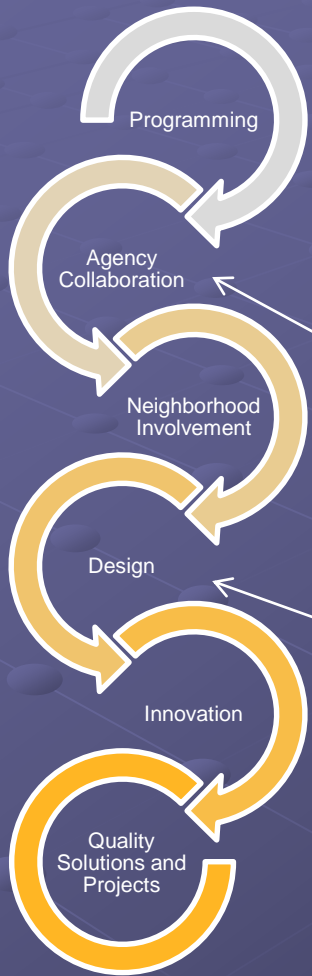 Programming
Agency
Collaboration
Neighborhood
Involvement
Design
Innovation
Quality
Solutions and
Projects